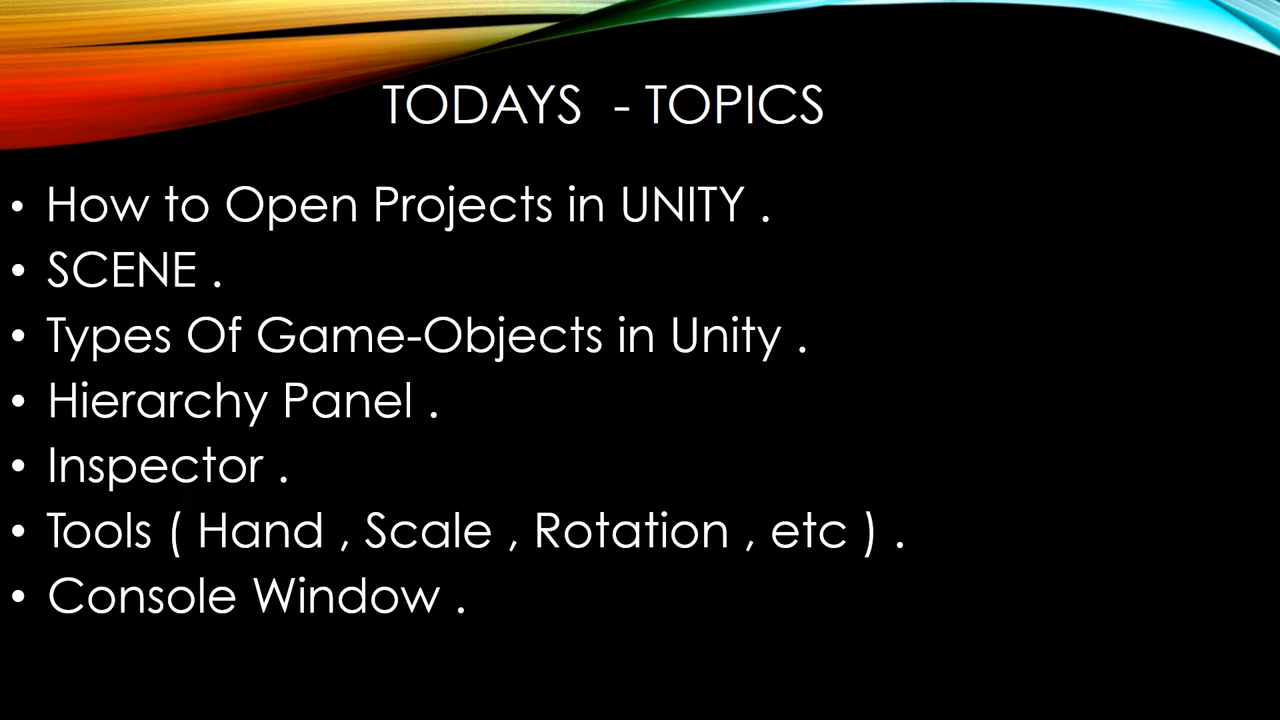 TODAYS - TOPICS
• How to Open Projects in UNITY .
• SCENE .
• Types Of Game-Objects in Unity .
• Hierarchy Panel .
• Inspector .
• Tools ( Hand , Scale , Rotation , etc ) .
• Console Window .